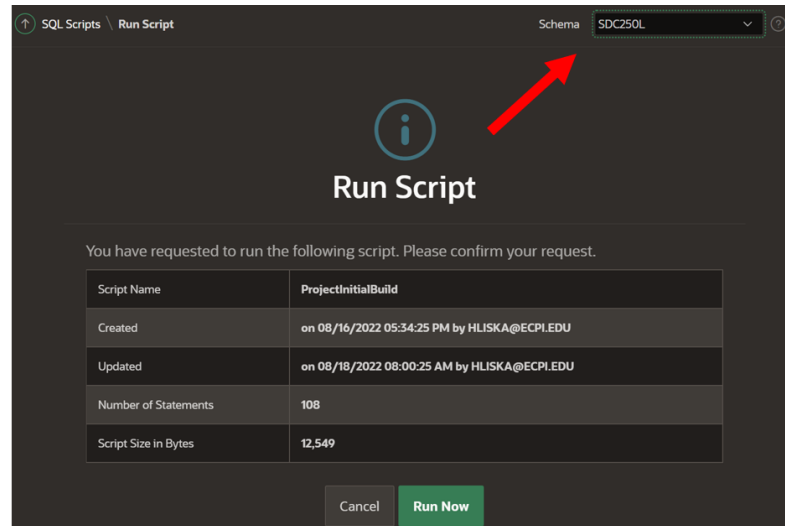 SQL Scripts \ Run Script Schema SDC250L
Run Script
You have requested to run the following script. Please confirm your request.
Script Name ProjectInitialBuild
Created on 08/16/2022 05:34:25 PM by HLISKA@ECPI.EDU
Updated on 08/18/2022 08:00:25 AM by HLISKA@ECPI.EDU
Number of Statements 108
Script Size in Bytes 12,549
Cancel Run Now